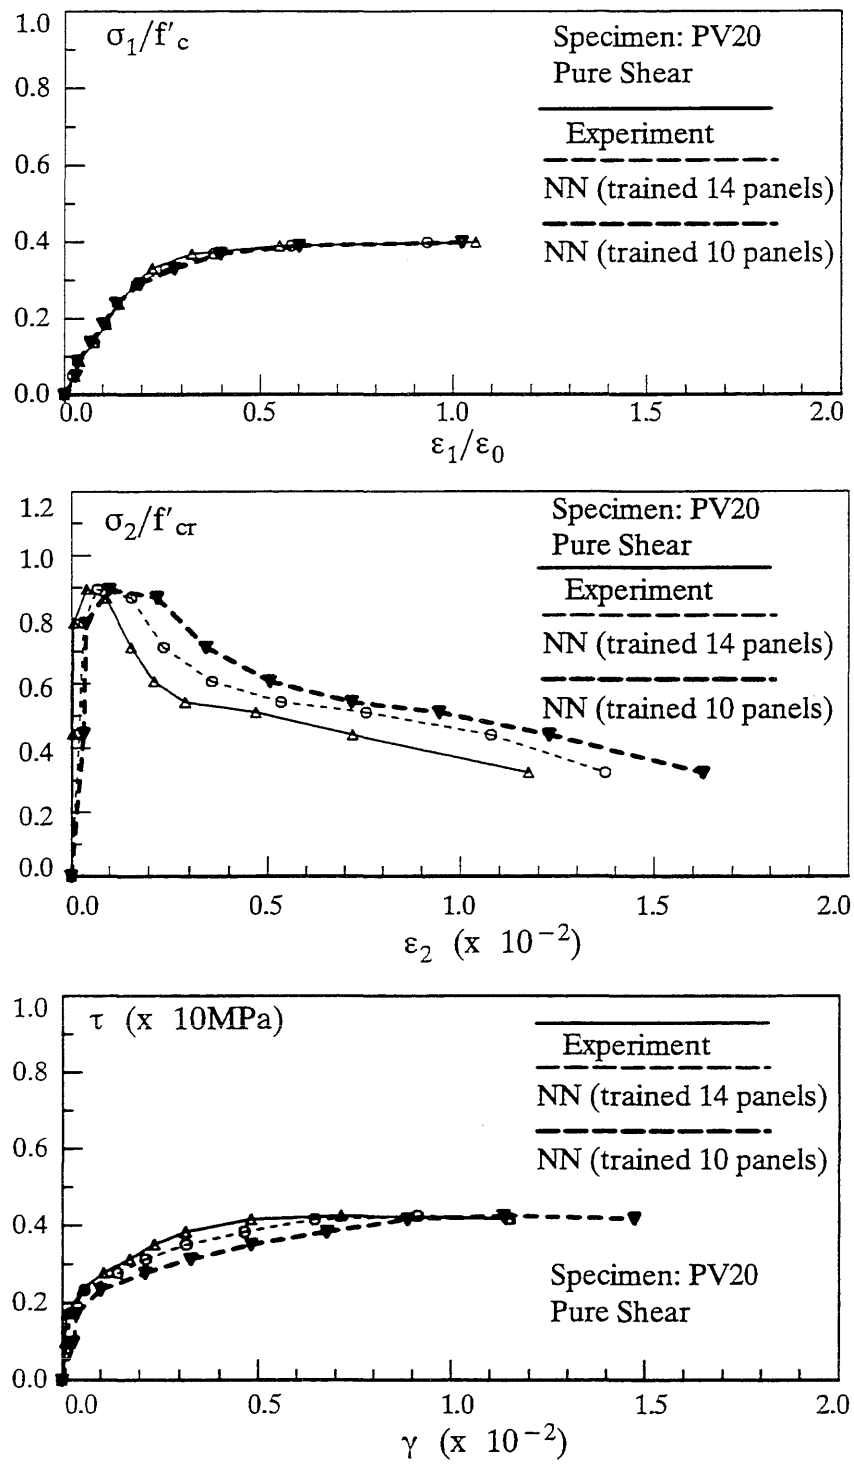 1.0
σ1/f′c
Specimen: PV20
Pure Shear
0.8
Experiment
0.6
NN (trained 14 panels)
0.4
NN (trained 10 panels)
0.2
0.0
0.0 0.5 1.0 1.5 2.0
ε1/ε0
1.2
σ2/f′cr
Specimen: PV20
Pure Shear
1.0
Experiment
0.8
NN (trained 14 panels)
0.6
NN (trained 10 panels)
0.4
0.2
0.0
0.0 0.5 1.0 1.5 2.0
ε2 (x 10−2)
1.0
τ (x 10MPa)
Experiment
0.8
NN (trained 14 panels)
0.6
NN (trained 10 panels)
0.4
Specimen: PV20
0.2
Pure Shear
0.0
0.0 0.5 1.0 1.5 2.0
γ (x 10−2)